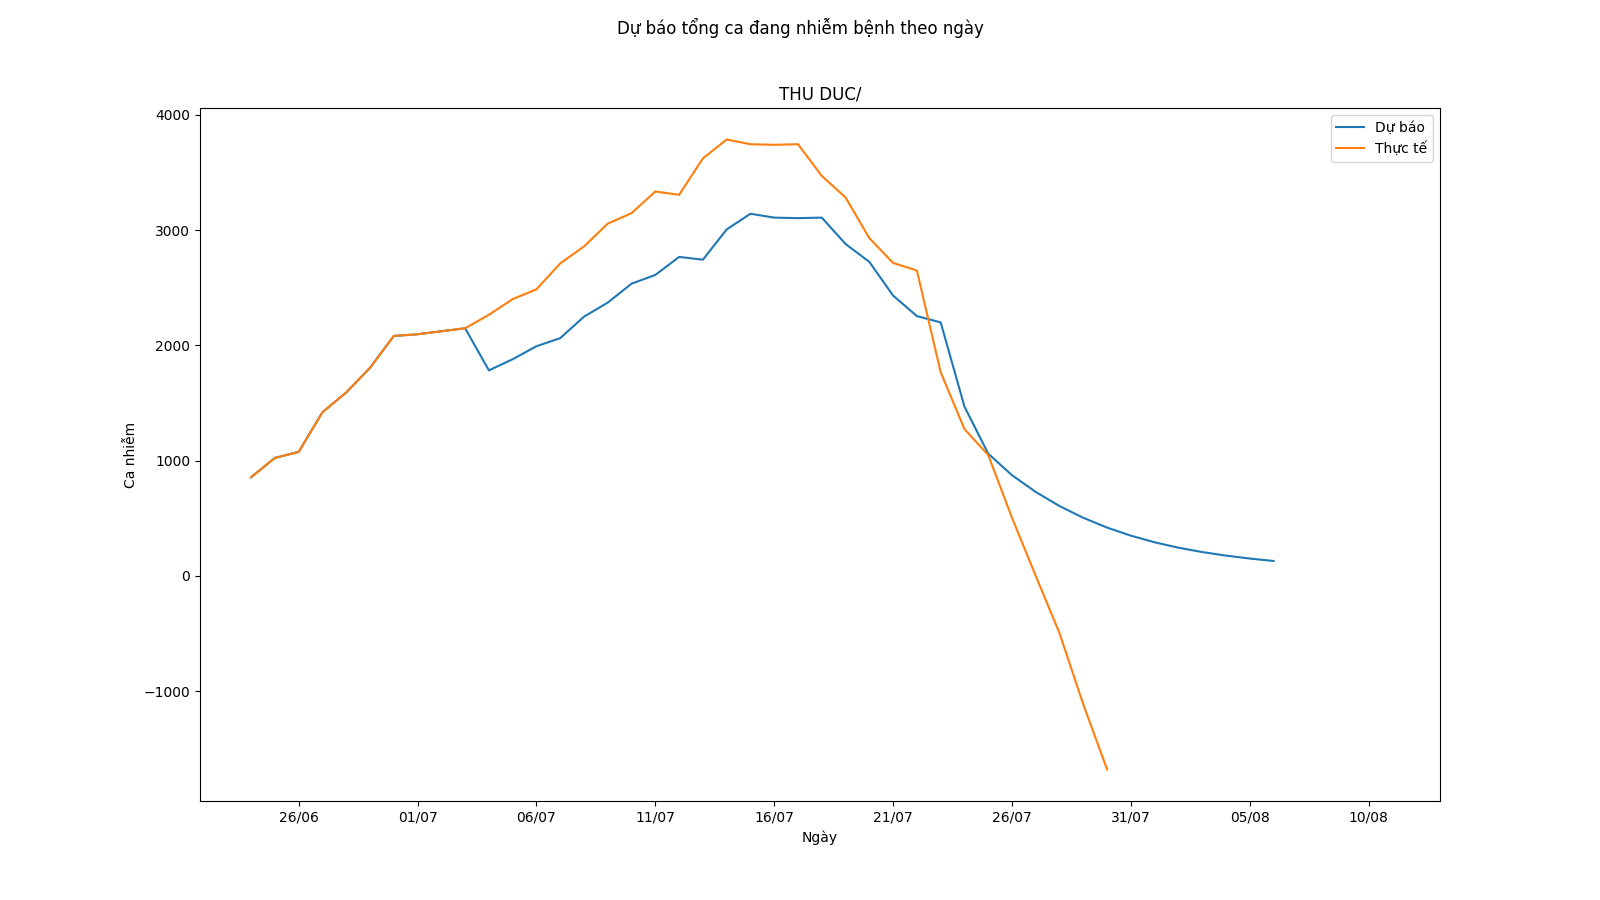 Dự báo tổng ca đang nhiễm bệnh theo ngày
THU DUC/
Dự báo
Thực tế
4000
3000
2000
1000
0
−1000
Ca nhiễm
26/06
01/07
06/07
11/07
16/07
21/07
26/07
31/07
05/08
10/08
Ngày